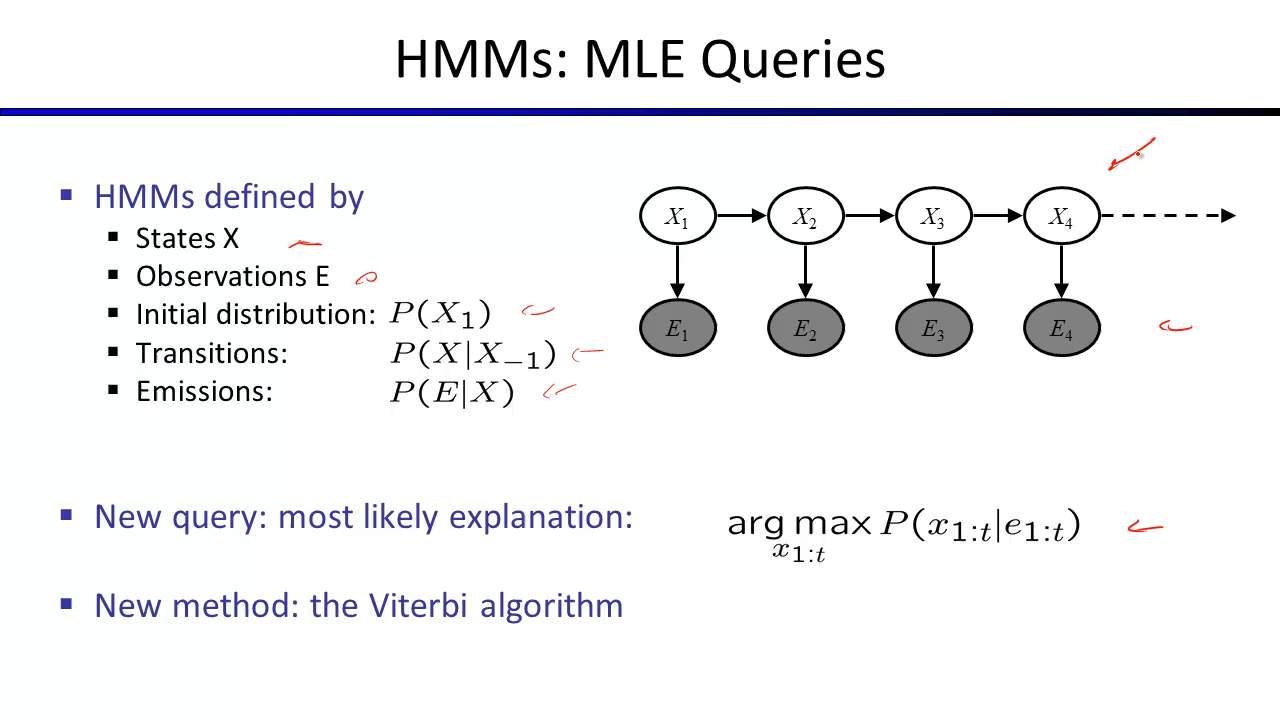 HMMs: MLE Queries
HMMs defined by
States X
Observations E
Initial distribution: P(X₁)
Transitions: P(X|X₋₁)
Emissions: P(E|X)
X₁ X₂ X₃ X₄
E₁ E₂ E₃ E₄
New query: most likely explanation: arg max P(x₁:ₜ|e₁:ₜ)
x₁:ₜ
New method: the Viterbi algorithm